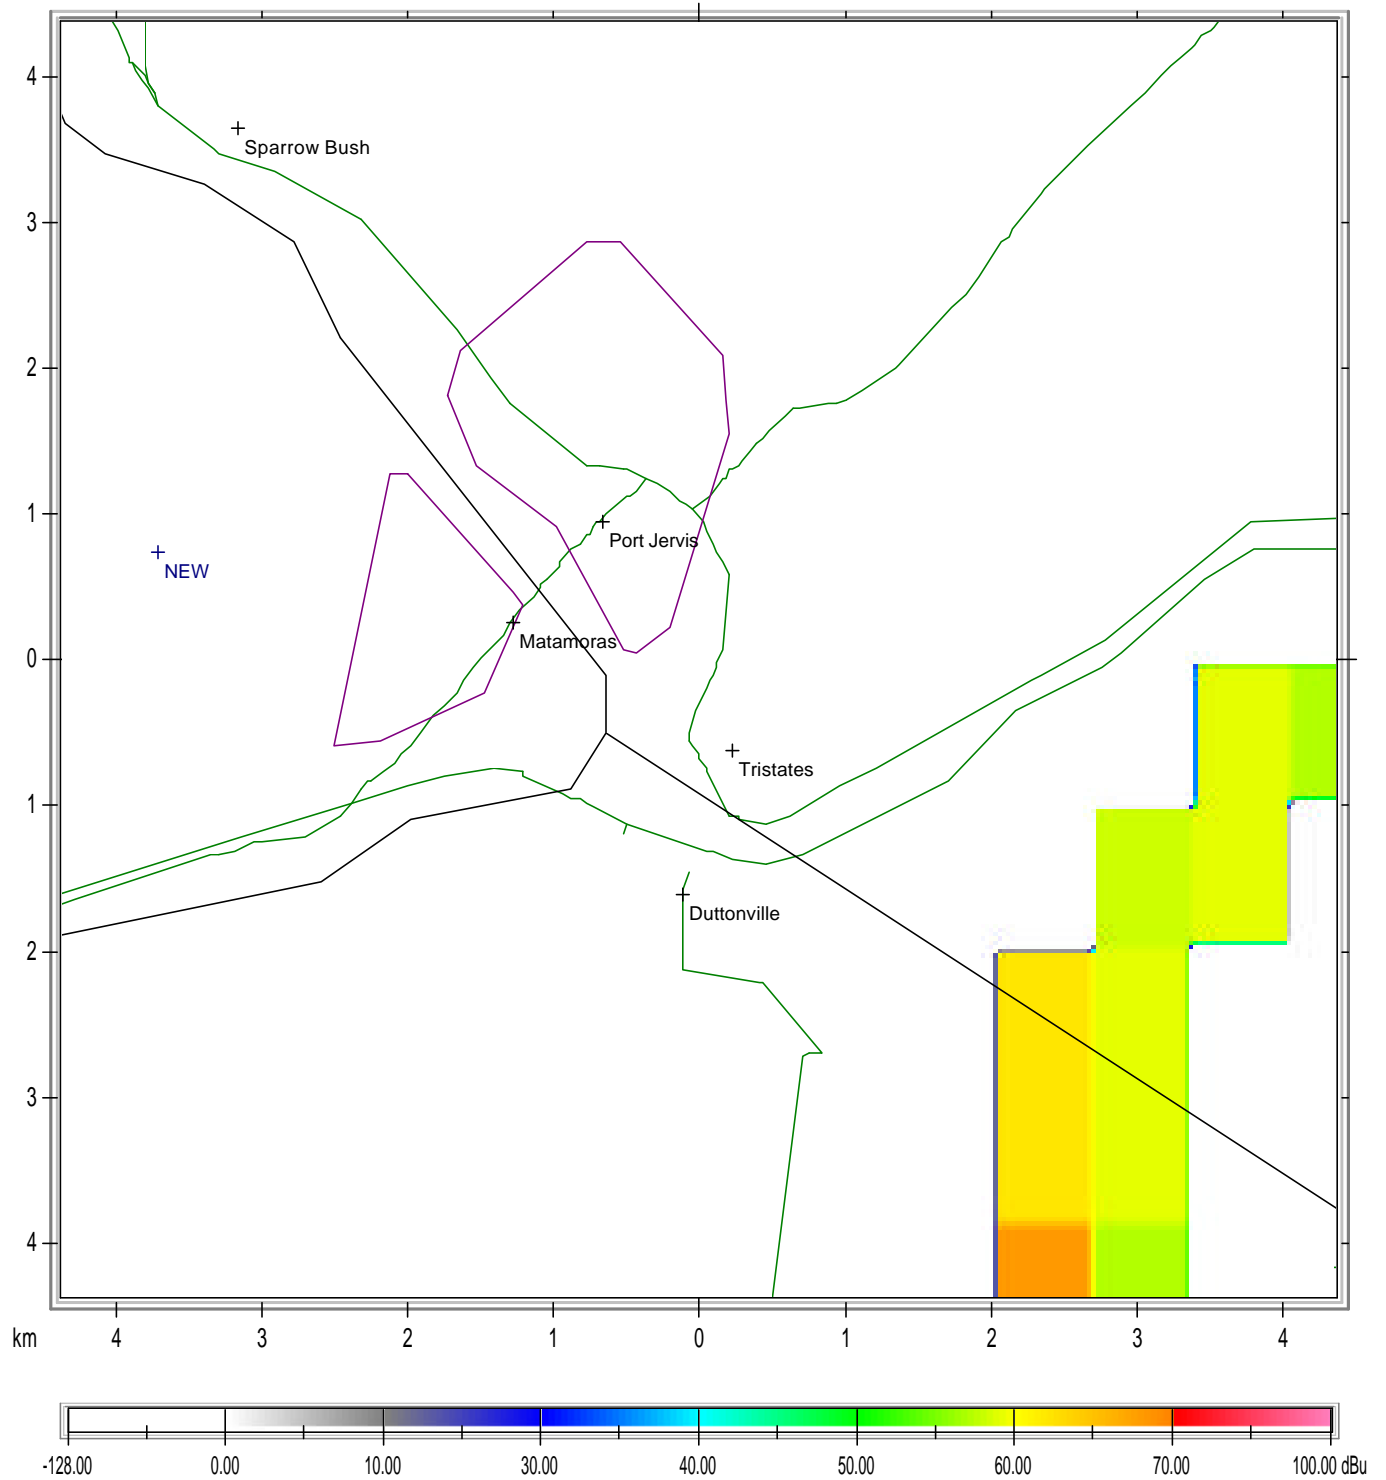 4
Sparrow Bush
3
2
1
Port Jervis
NEW
Matamoras
0
Tristates
1
Duttonville
2
3
4
km 4 3 2 1 0 1 2 3 4
-128.00 0.00 10.00 30.00 40.00 50.00 60.00 70.00 100.00 dBu